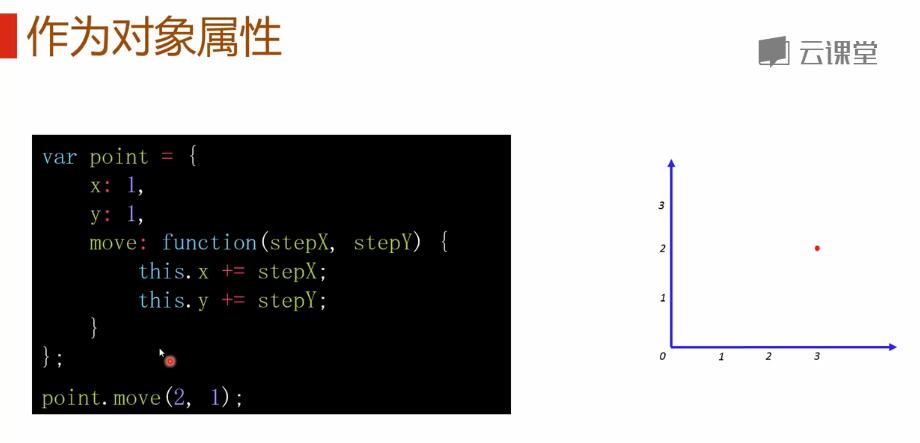 作为对象属性
云课堂
var point = {
    x: 1,
    y: 1,
    move: function(stepX, stepY) {
        this.x += stepX;
        this.y += stepY;
    }
};
point.move(2, 1);
3
2
1
0 1 2 3